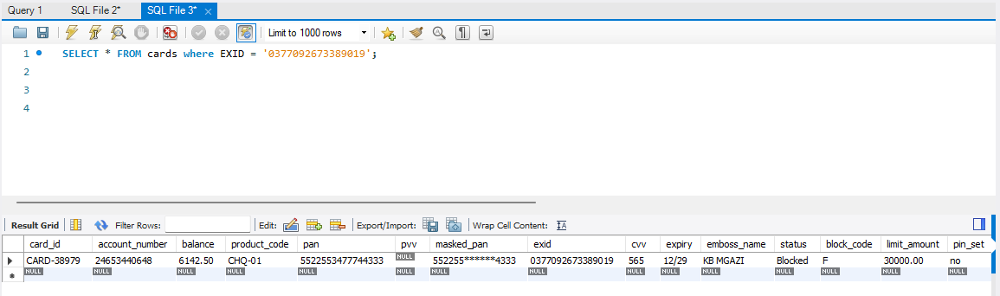 Query 1 SQL File 2* SQL File 3* ×
Limit to 1000 rows
1 SELECT * FROM cards where EXID = '0377092673389019';
2
3
4
Result Grid Filter Rows: Edit: Export/Import: Wrap Cell Content:
card_id account_number balance product_code pan pvv masked_pan exid cvv expiry emboss_name status block_code limit_amount pin_set
CARD-38979 24653440648 6142.50 CHQ-01 5522553477744333 NULL 552255******4333 0377092673389019 565 12/29 KB MGAZI Blocked F 30000.00 no
NULL NULL NULL NULL NULL NULL NULL NULL NULL NULL NULL NULL NULL NULL NULL